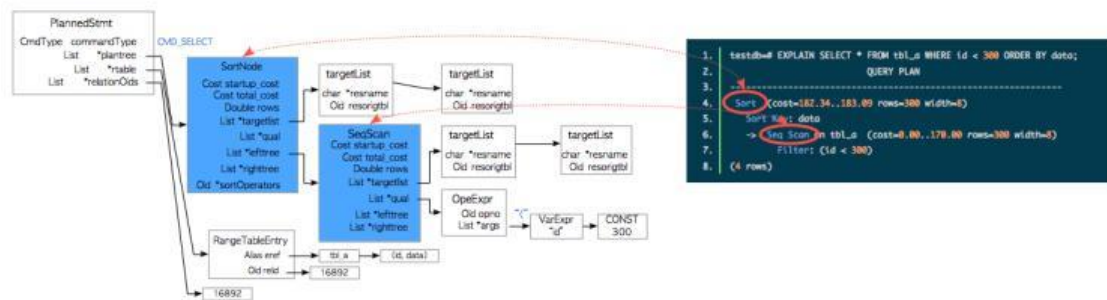 PlannedStmt
CmdType commandType
List *plantree
List *rtable
List *relationOids
CMD_SELECT
SortNode
Cost startup_cost
Cost total_cost
Double rows
List *targetlist
List *qual
List *lefttree
List *righttree
Oid *sortOperators
targetList
char *resname
Oid resorigtbl
targetList
char *resname
Oid resorigtbl
SeqScan
Cost startup_cost
Cost total_cost
Double rows
List *targetlist
List *qual
List *lefttree
List *righttree
targetList
char *resname
Oid resorigtbl
targetList
char *resname
Oid resorigtbl
OpeExpr
Oid opno
List *args
"<"
VarExpr
"id"
CONST
300
RangeTableEntry
Alias eref
Oid relid
tbl_a
(id, data)
16892
16892
1. testdb=# EXPLAIN SELECT * FROM tbl_a WHERE id < 300 ORDER BY data;
2. QUERY PLAN
3. ---------------------------------------------------------------
4. Sort (cost=182.34..183.09 rows=300 width=8)
5. Sort Key: data
6. -> Seq Scan on tbl_a (cost=0.00..170.00 rows=300 width=8)
7. Filter: (id < 300)
8. (4 rows)